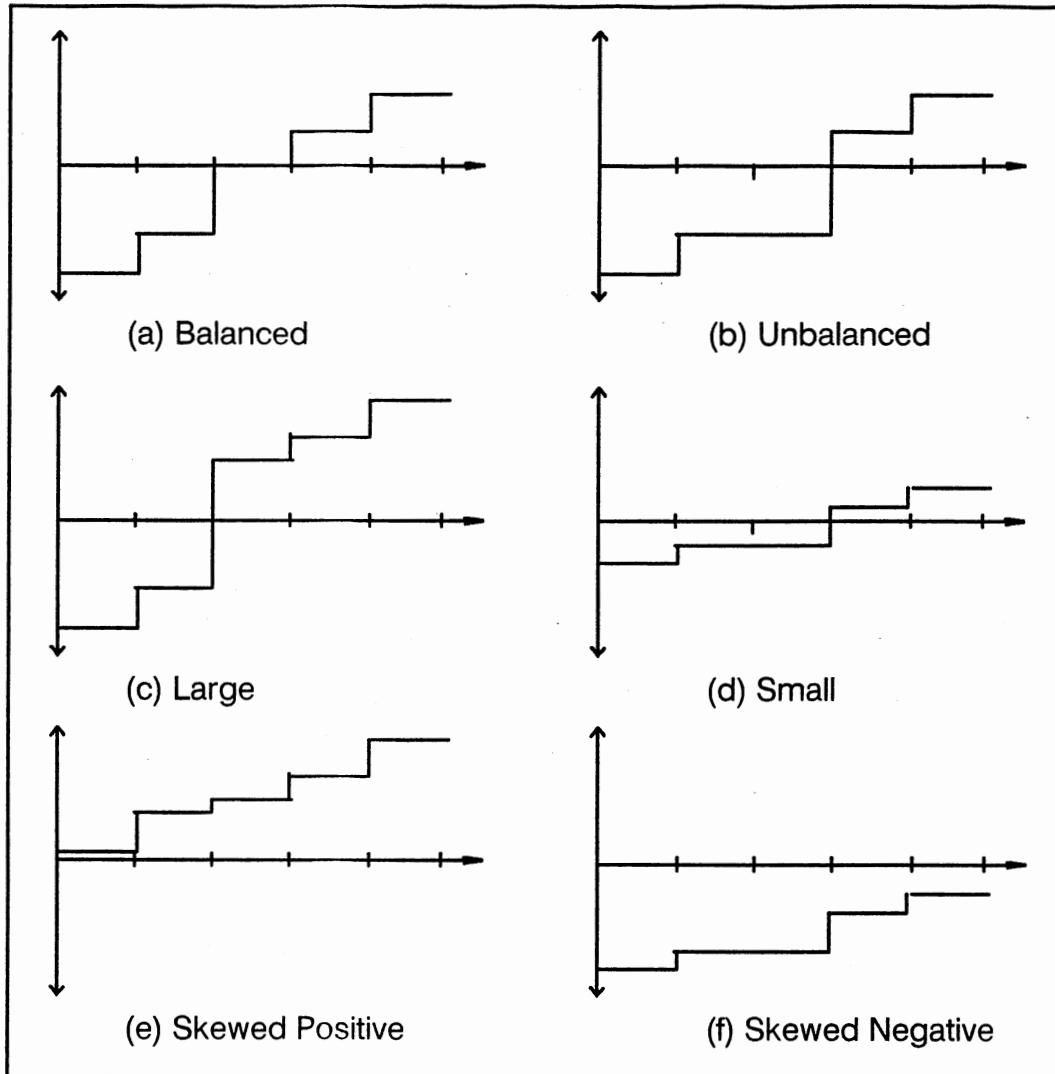 (a) Balanced
(b) Unbalanced
(c) Large
(d) Small
(e) Skewed Positive
(f) Skewed Negative